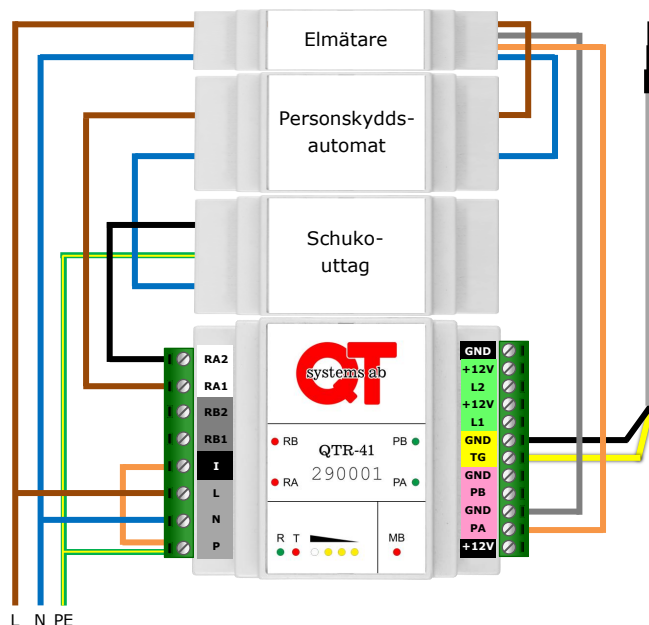 Elmätare
Personskydds-
automat
Schuko-
uttag
RA2
RA1
RB2
RB1
I
L
N
P
QT
systems ab
RB
RA
QTR-41
290001
PB
PA
R T
MB
GND
+12V
L2
+12V
L1
GND
TG
GND
PB
GND
PA
+12V
L N PE